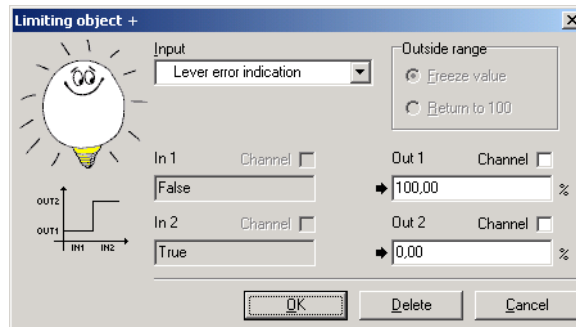 Limiting object +
Input
Lever error indication
Outside range
Freeze value
Return to 100
In 1 Channel
False
Out 1 Channel
100,00 %
In 2 Channel
True
Out 2 Channel
0,00 %
OUT2
OUT1
IN1 IN2
OK Delete Cancel